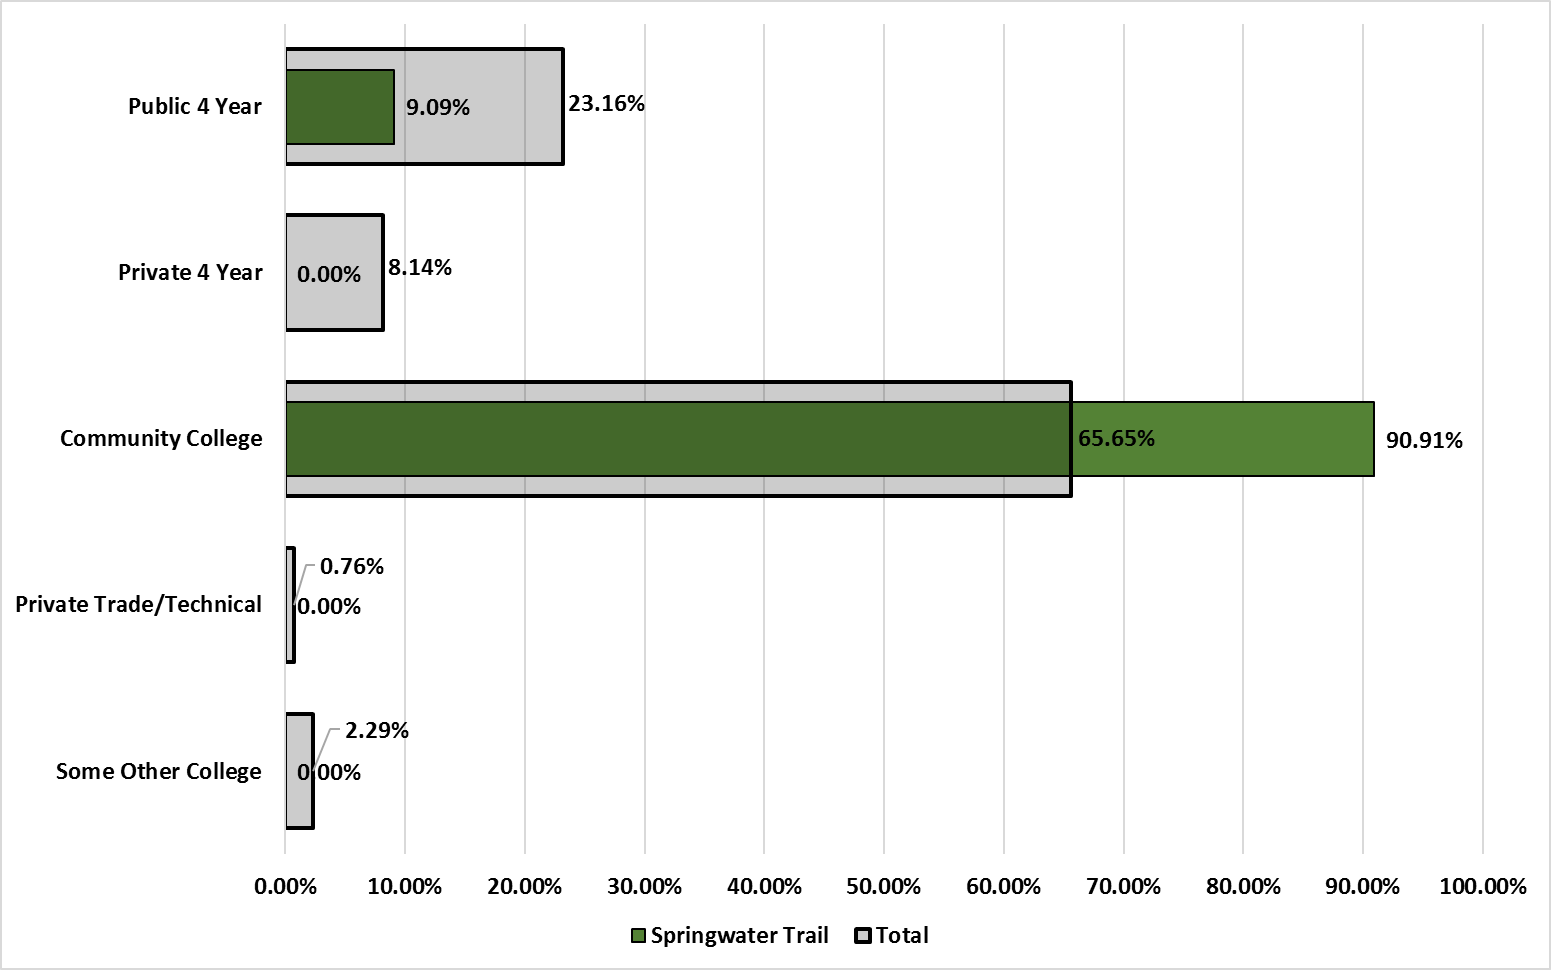 Public 4 Year 9.09% 23.16%
Private 4 Year 0.00% 8.14%
Community College 65.65% 90.91%
0.76%
Private Trade/Technical 0.00%
2.29%
Some Other College 0.00%
0.00% 10.00% 20.00% 30.00% 40.00% 50.00% 60.00% 70.00% 80.00% 90.00% 100.00%
Springwater Trail Total